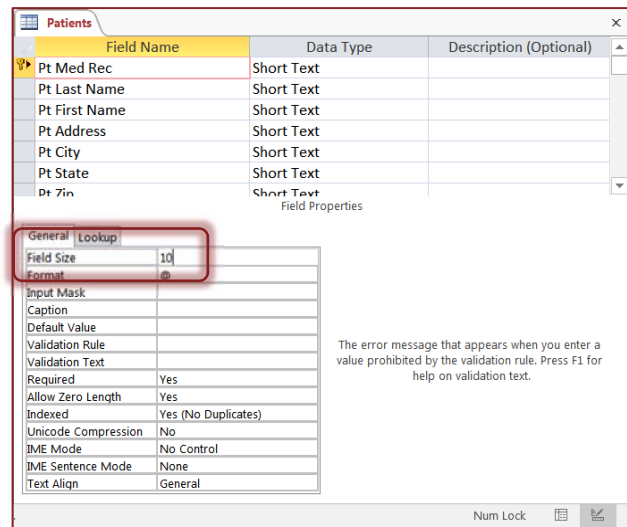 Patients
Field Name Data Type Description (Optional)
Pt Med Rec Short Text
Pt Last Name Short Text
Pt First Name Short Text
Pt Address Short Text
Pt City Short Text
Pt State Short Text
Pt Zip Short Text
Field Properties
General Lookup
Field Size 10
Format @
Input Mask
Caption
Default Value
Validation Rule
Validation Text
Required Yes
Allow Zero Length Yes
Indexed Yes (No Duplicates)
Unicode Compression No
IME Mode No Control
IME Sentence Mode None
Text Align General
The error message that appears when you enter a
value prohibited by the validation rule. Press F1 for
help on validation text.
Num Lock